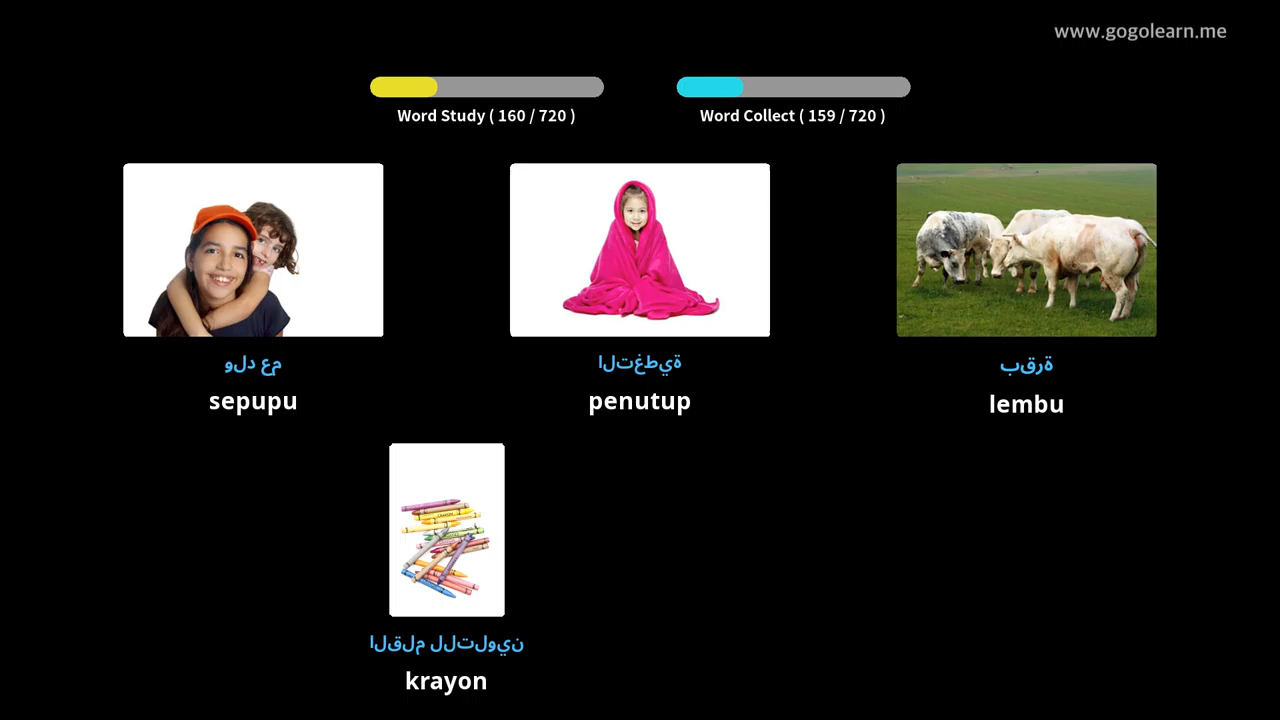 www.gogolearn.me
Word Study ( 160 / 720 )
Word Collect ( 159 / 720 )
ولد عم
sepupu
التغطية
penutup
بقرة
lembu
القلم للتلوين
krayon